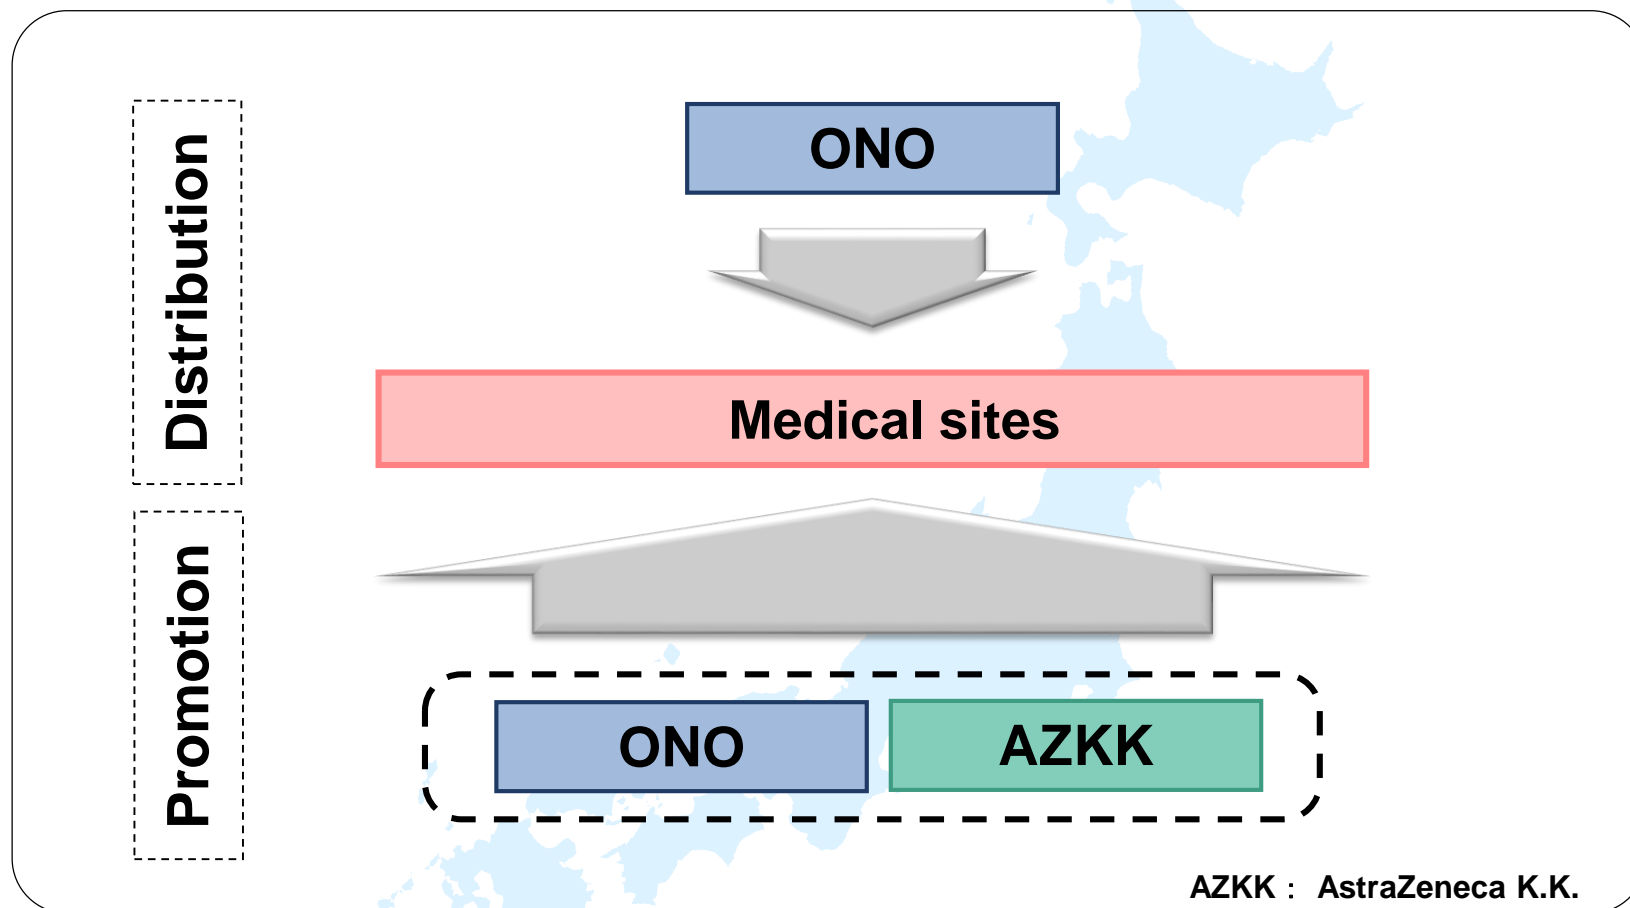 Distribution
ONO
Medical sites
Promotion
ONO
AZKK
AZKK : AstraZeneca K.K.